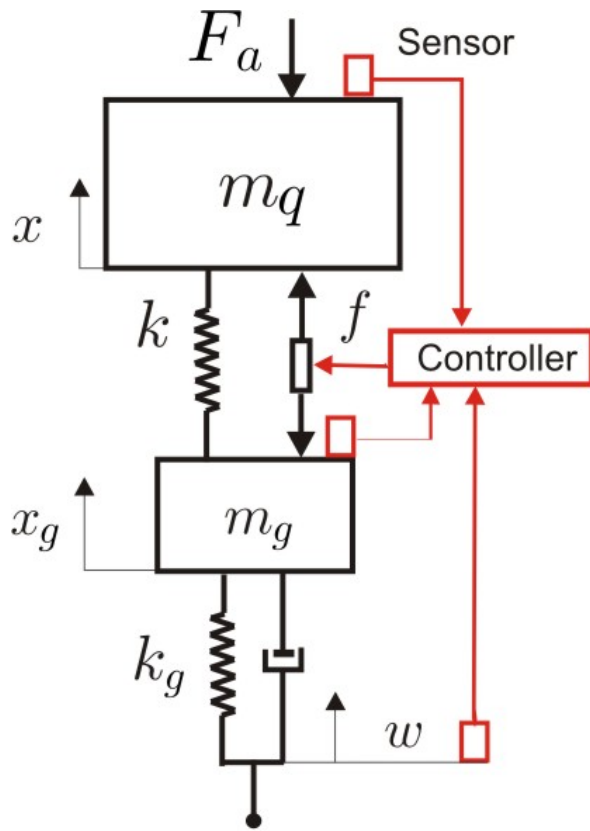 F_a
Sensor
m_q
x
k
f
Controller
x_g
m_g
k_g
w